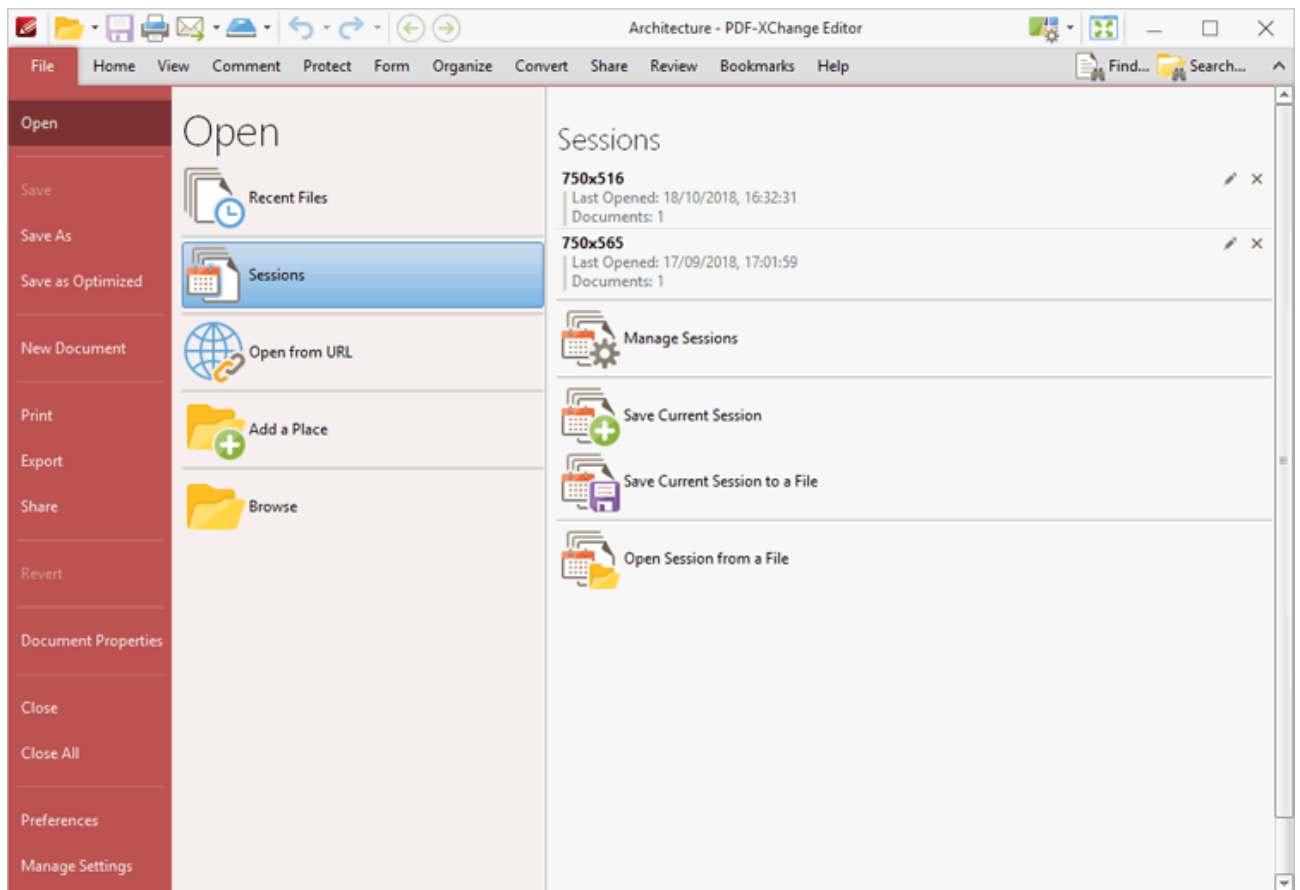 Architecture - PDF-XChange Editor
File Home View Comment Protect Form Organize Convert Share Review Bookmarks Help Find... Search...
Open
Save
Save As
Save as Optimized
New Document
Print
Export
Share
Revert
Document Properties
Close
Close All
Preferences
Manage Settings
Open
Recent Files
Sessions
Open from URL
Add a Place
Browse
Sessions
750x516
Last Opened: 18/10/2018, 16:32:31
Documents: 1
750x565
Last Opened: 17/09/2018, 17:01:59
Documents: 1
Manage Sessions
Save Current Session
Save Current Session to a File
Open Session from a File